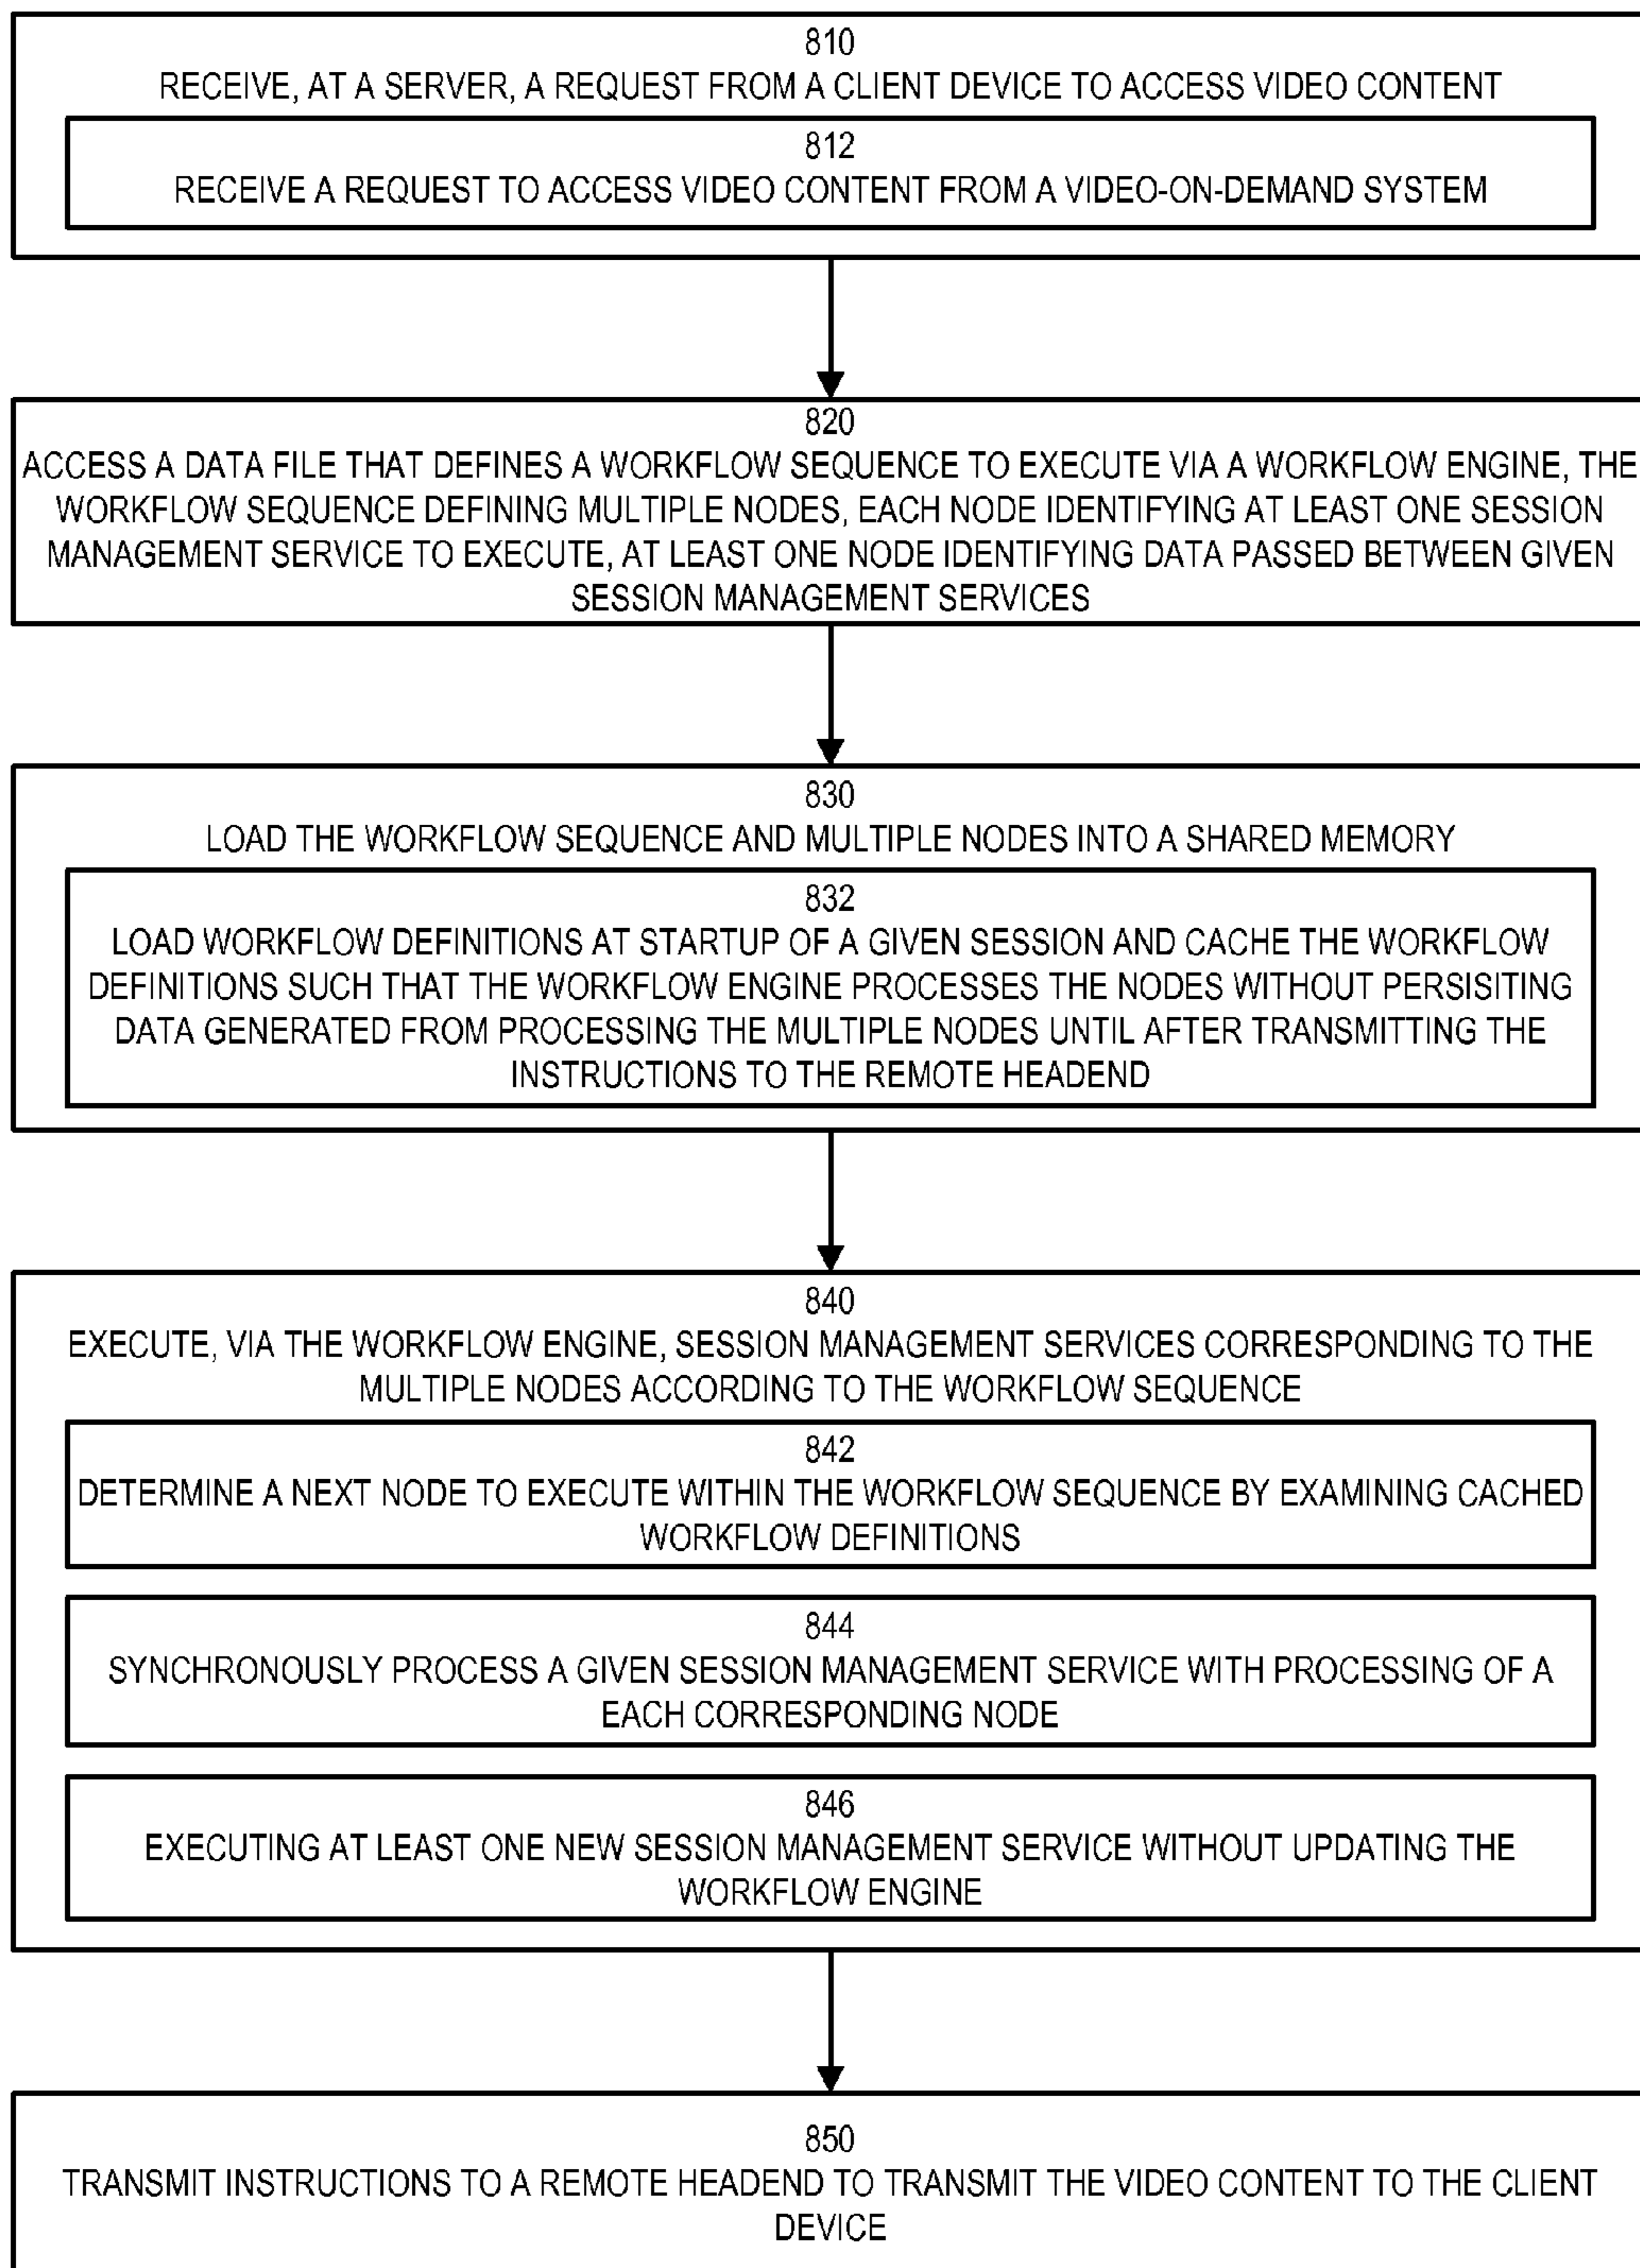 810
RECEIVE, AT A SERVER, A REQUEST FROM A CLIENT DEVICE TO ACCESS VIDEO CONTENT
812
RECEIVE A REQUEST TO ACCESS VIDEO CONTENT FROM A VIDEO-ON-DEMAND SYSTEM
820
ACCESS A DATA FILE THAT DEFINES A WORKFLOW SEQUENCE TO EXECUTE VIA A WORKFLOW ENGINE, THE
WORKFLOW SEQUENCE DEFINING MULTIPLE NODES, EACH NODE IDENTIFYING AT LEAST ONE SESSION
MANAGEMENT SERVICE TO EXECUTE, AT LEAST ONE NODE IDENTIFYING DATA PASSED BETWEEN GIVEN
SESSION MANAGEMENT SERVICES
830
LOAD THE WORKFLOW SEQUENCE AND MULTIPLE NODES INTO A SHARED MEMORY
832
LOAD WORKFLOW DEFINITIONS AT STARTUP OF A GIVEN SESSION AND CACHE THE WORKFLOW
DEFINITIONS SUCH THAT THE WORKFLOW ENGINE PROCESSES THE NODES WITHOUT PERSISITING
DATA GENERATED FROM PROCESSING THE MULTIPLE NODES UNTIL AFTER TRANSMITTING THE
INSTRUCTIONS TO THE REMOTE HEADEND
840
EXECUTE, VIA THE WORKFLOW ENGINE, SESSION MANAGEMENT SERVICES CORRESPONDING TO THE
MULTIPLE NODES ACCORDING TO THE WORKFLOW SEQUENCE
842
DETERMINE A NEXT NODE TO EXECUTE WITHIN THE WORKFLOW SEQUENCE BY EXAMINING CACHED
WORKFLOW DEFINITIONS
844
SYNCHRONOUSLY PROCESS A GIVEN SESSION MANAGEMENT SERVICE WITH PROCESSING OF A
EACH CORRESPONDING NODE
846
EXECUTING AT LEAST ONE NEW SESSION MANAGEMENT SERVICE WITHOUT UPDATING THE
WORKFLOW ENGINE
850
TRANSMIT INSTRUCTIONS TO A REMOTE HEADEND TO TRANSMIT THE VIDEO CONTENT TO THE CLIENT
DEVICE